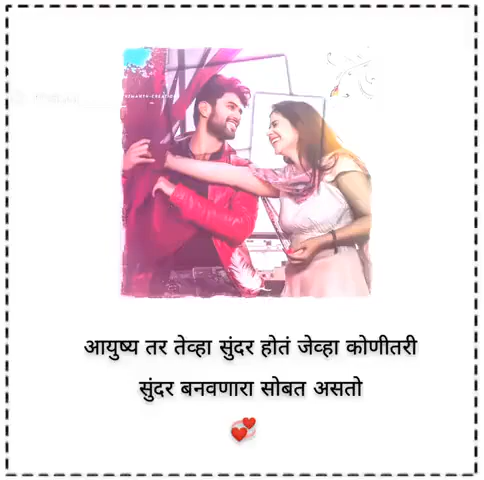 आयुष्य तर तेव्हा सुंदर होतं जेव्हा कोणीतरी
सुंदर बनवणारा सोबत असतो
💞